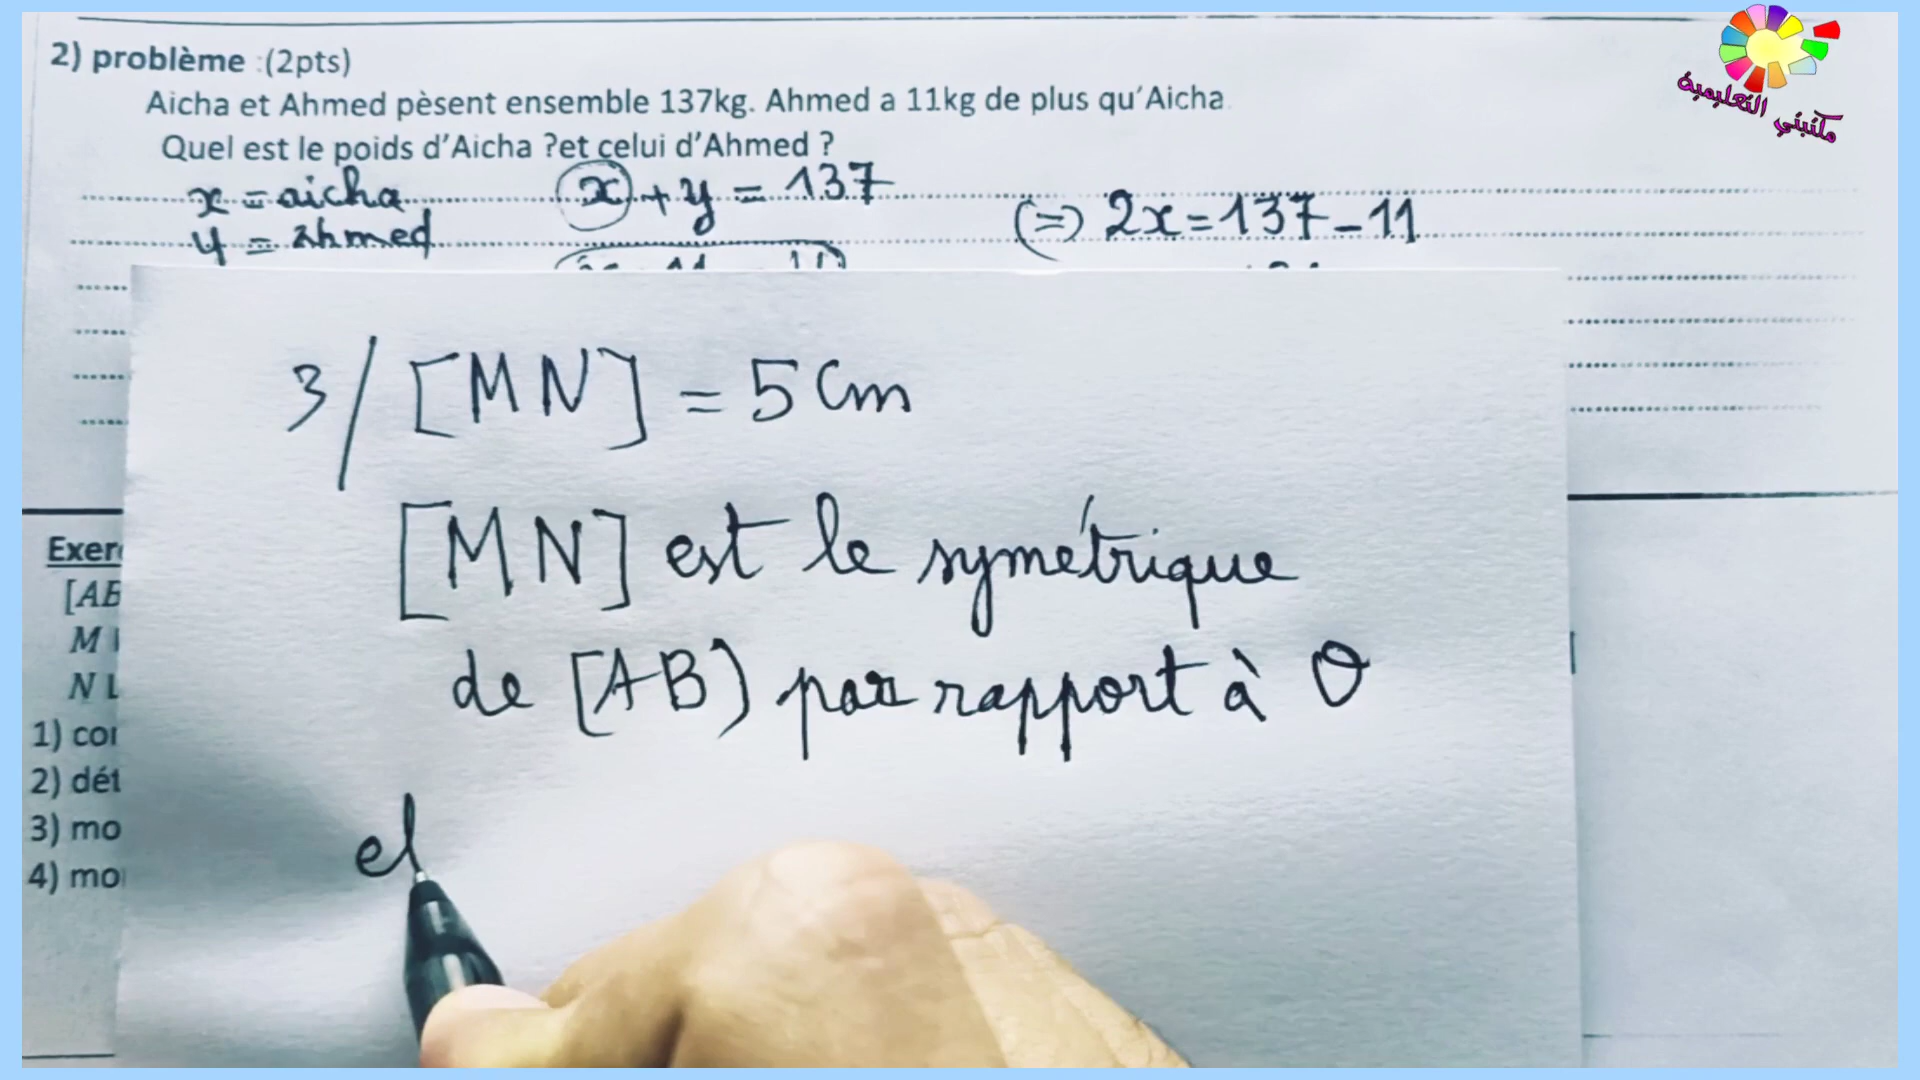 2) problème :(2pts)
Aicha et Ahmed pèsent ensemble 137kg. Ahmed a 11kg de plus qu'Aicha
Quel est le poids d'Aicha ?et celui d'Ahmed ?
x = aicha
y = ahmed
x + y = 137
(=) 2x = 137 - 11
3/ [MN] = 5 Cm
[MN] est le symétrique
de [AB) par rapport à O
et
Exer
[AB
M
N L
1) con
2) dét
3) mo
4) mo
مكتبتي التعليمية